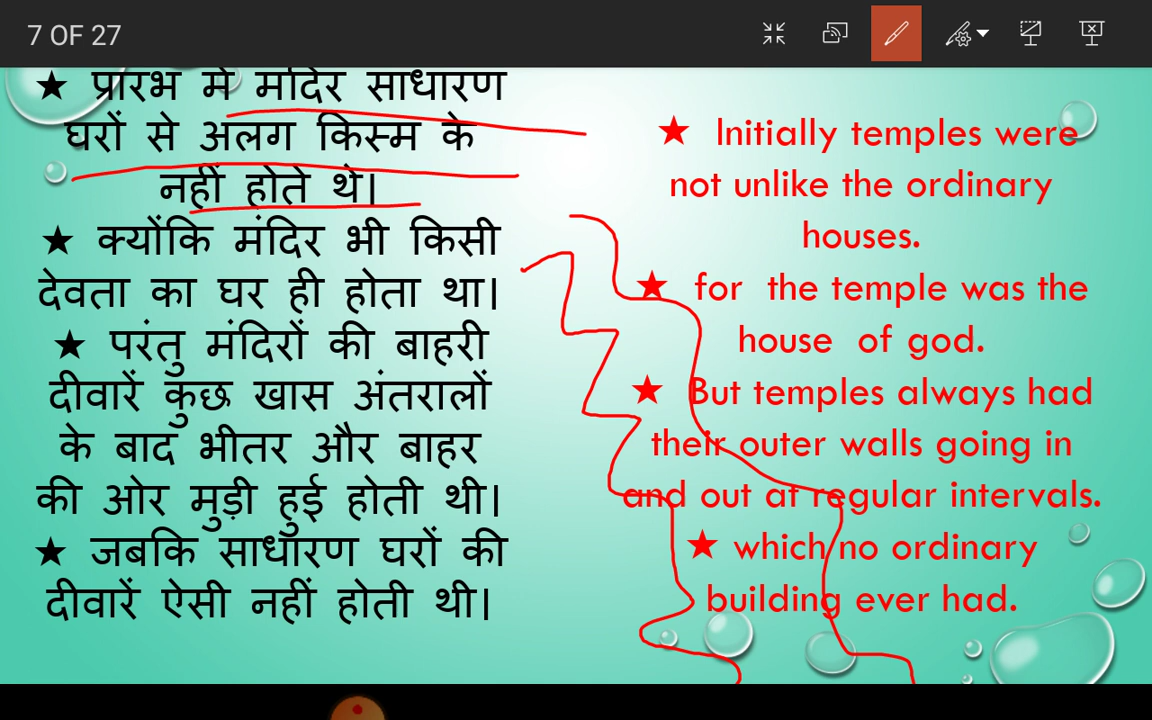 7 OF 27
★ प्रारंभ में मंदिर साधारण
घरों से अलग किस्म के
नहीं होते थे।
★ क्योंकि मंदिर भी किसी
देवता का घर ही होता था।
★ परंतु मंदिरों की बाहरी
दीवारें कुछ खास अंतरालों
के बाद भीतर और बाहर
की ओर मुड़ी हुई होती थी।
★ जबकि साधारण घरों की
दीवारें ऐसी नहीं होती थी।
★ Initially temples were
not unlike the ordinary
houses.
★ for the temple was the
house of god.
★ But temples always had
their outer walls going in
and out at regular intervals.
★ which no ordinary
building ever had.